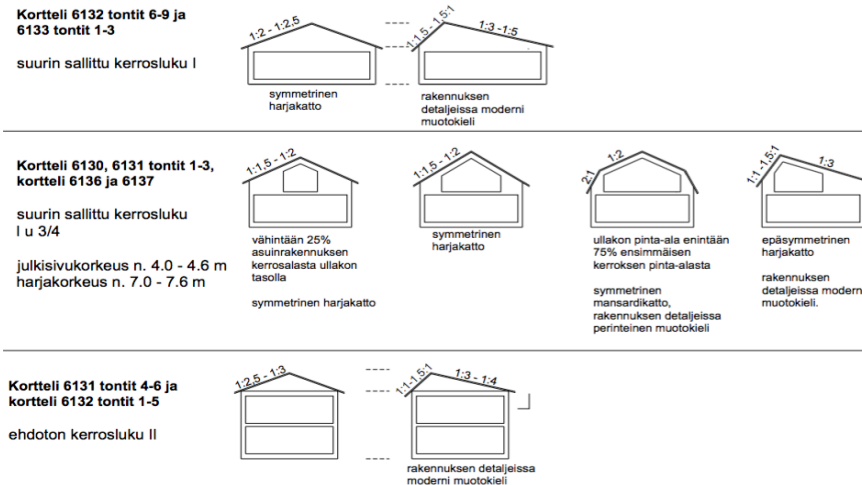 Kortteli 6132 tontit 6-9 ja
6133 tontit 1-3
suurin sallittu kerrosluku I
1:2 - 1:2,5
symmetrinen
harjakatto
1:1,5 - 1,5:1
1:3 -1:5
rakennuksen
detaljeissa moderni
muotokieli
Kortteli 6130, 6131 tontit 1-3,
kortteli 6136 ja 6137
suurin sallittu kerrosluku
I u 3/4
julkisivukorkeus n. 4.0 - 4.6 m
harjakorkeus n. 7.0 - 7.6 m
1:1,5 - 1:2
vähintään 25%
asuinrakennuksen
kerrosalasta ullakon
tasolla
symmetrinen harjakatto
1:1,5 - 1:2
symmetrinen
harjakatto
2:1
1:2
ullakon pinta-ala enintään
75% ensimmäisen
kerroksen pinta-alasta
symmetrinen
mansardikatto,
rakennuksen detaljeissa
perinteinen muotokieli
1:1 -1,5:1
1:3
epäsymmetrinen
harjakatto
rakennuksen
detaljeissa modern
muotokieli.
Kortteli 6131 tontit 4-6 ja
kortteli 6132 tontit 1-5
ehdoton kerrosluku II
1:2,5 - 1:3
1:1-1,5:1
1:3 - 1:4
rakennuksen detaljeissa
moderni muotokieli